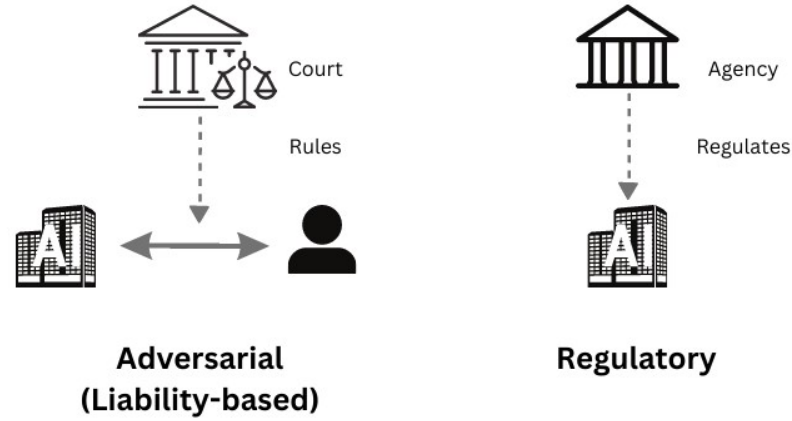 Court
Agency
Rules
Regulates
AI
AI
Adversarial
(Liability-based)
Regulatory